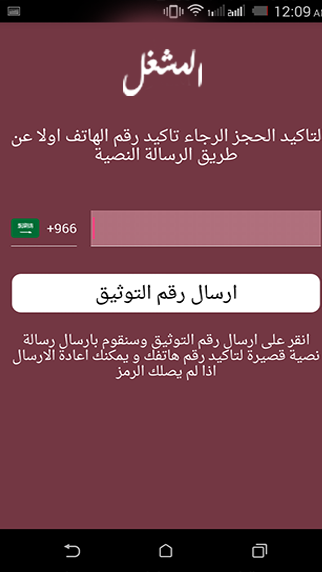 12:09 AM
المشغل
لتاكيد الحجز الرجاء تاكيد رقم الهاتف اولا عن
طريق الرسالة النصية
+966
ارسال رقم التوثيق
انقر على ارسال رقم التوثيق وسنقوم بارسال رسالة
نصية قصيرة لتاكيد رقم هاتفك و يمكنك اعادة الارسال
اذا لم يصلك الرمز